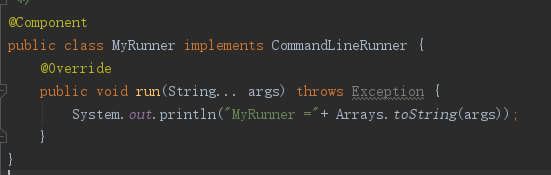 */
@Component
public class MyRunner implements CommandLineRunner {
    @Override
    public void run(String... args) throws Exception {
        System.out.println("MyRunner ="+ Arrays.toString(args));
    }
}